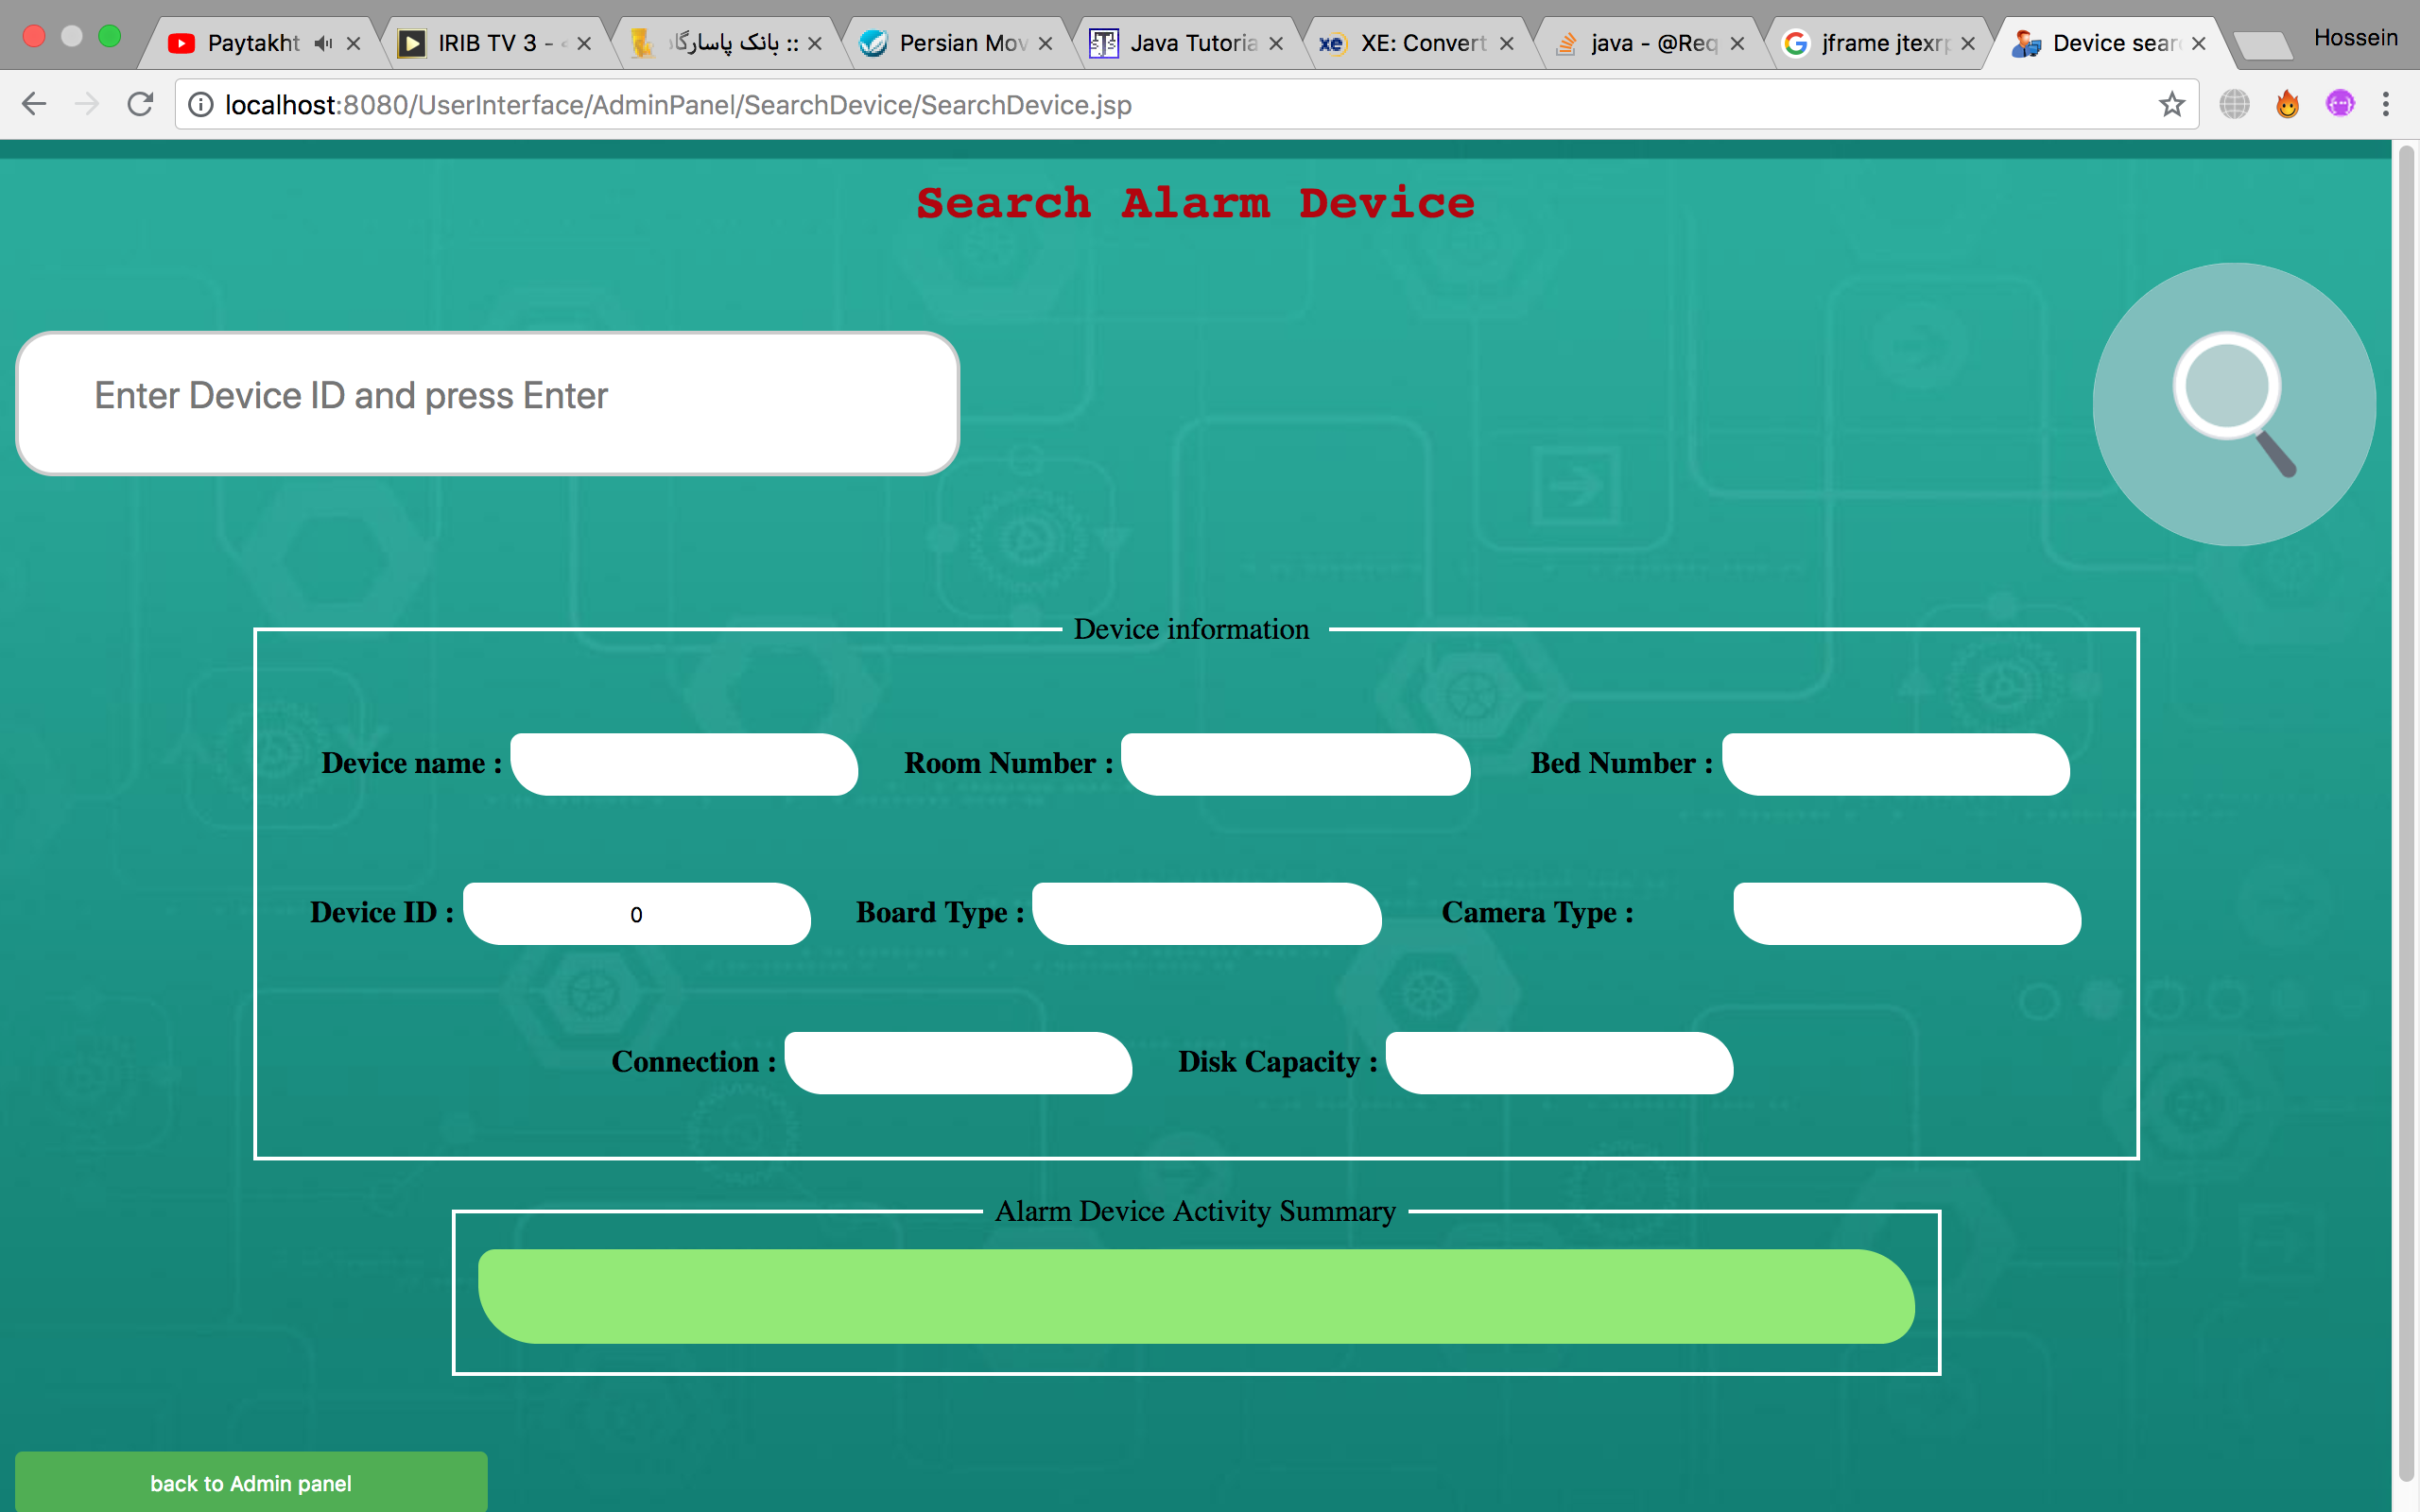 Paytakht
IRIB TV 3 -
بانک پاسارگاد ::
Persian Mov
Java Tutoria
XE: Convert
java - @Req
jframe jtexrp
Device sear
Hossein
localhost:8080/UserInterface/AdminPanel/SearchDevice/SearchDevice.jsp
Search Alarm Device
Enter Device ID and press Enter
Device information
Device name :
Room Number :
Bed Number :
Device ID : 0
Board Type :
Camera Type :
Connection :
Disk Capacity :
Alarm Device Activity Summary
back to Admin panel